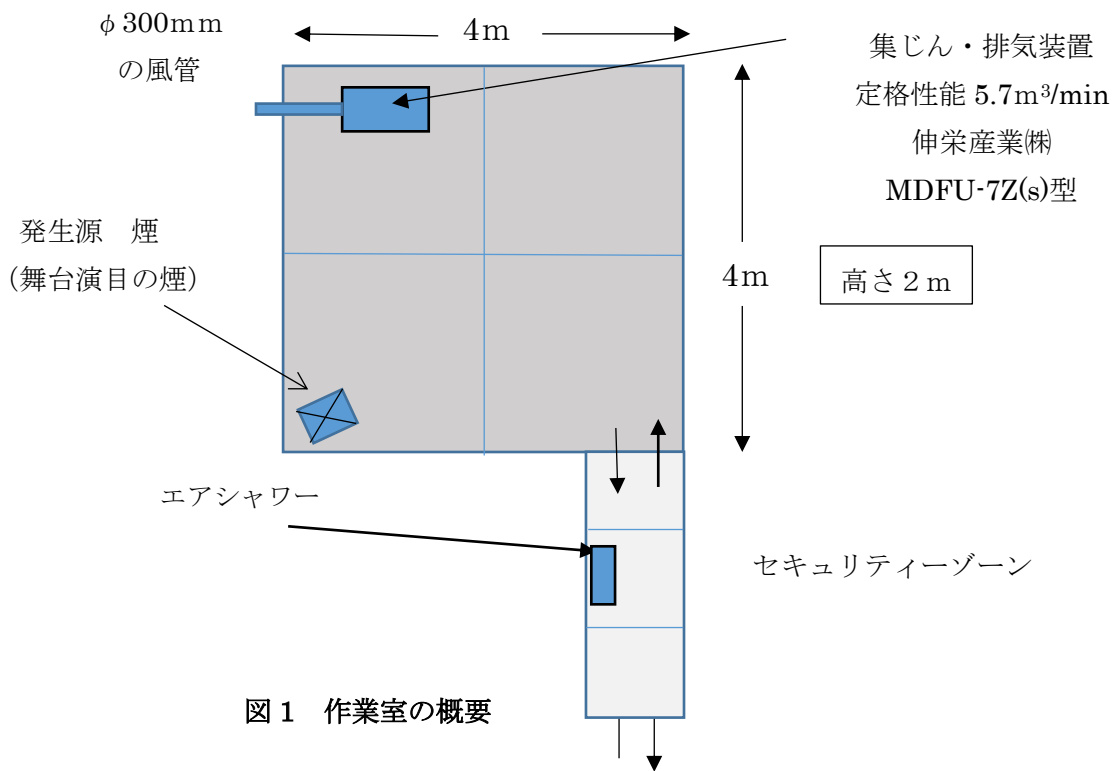 φ300ｍｍ
の風管
4ｍ
集じん・排気装置
定格性能 5.7ｍ³/min
伸栄産業㈱
MDFU-7Z(s)型
発生源　煙
（舞台演目の煙）
4ｍ
高さ２ｍ
エアシャワー
セキュリティーゾーン
図１　作業室の概要